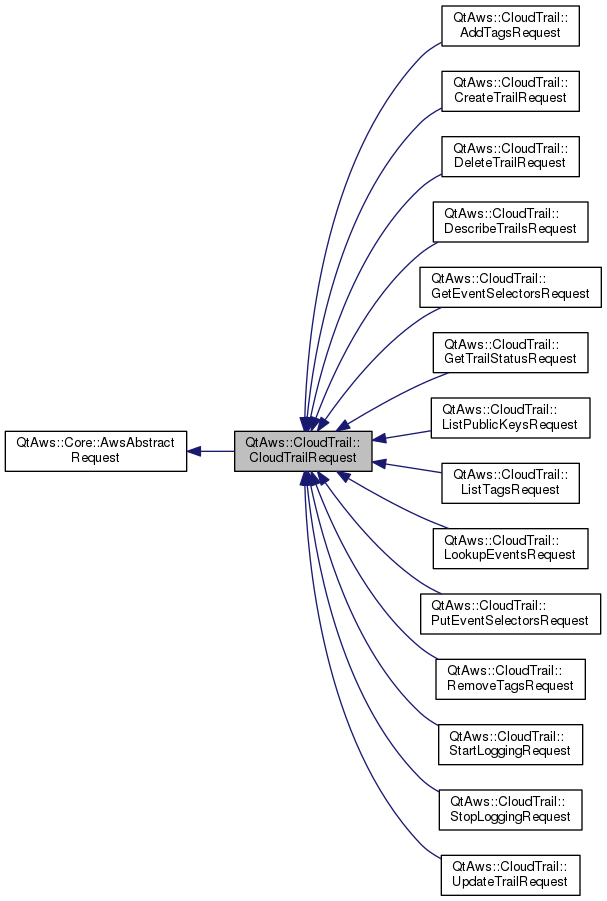 QtAws::CloudTrail::
AddTagsRequest
QtAws::CloudTrail::
CreateTrailRequest
QtAws::CloudTrail::
DeleteTrailRequest
QtAws::CloudTrail::
DescribeTrailsRequest
QtAws::CloudTrail::
GetEventSelectorsRequest
QtAws::CloudTrail::
GetTrailStatusRequest
QtAws::CloudTrail::
ListPublicKeysRequest
QtAws::Core::AwsAbstract
Request
QtAws::CloudTrail::
CloudTrailRequest
QtAws::CloudTrail::
ListTagsRequest
QtAws::CloudTrail::
LookupEventsRequest
QtAws::CloudTrail::
PutEventSelectorsRequest
QtAws::CloudTrail::
RemoveTagsRequest
QtAws::CloudTrail::
StartLoggingRequest
QtAws::CloudTrail::
StopLoggingRequest
QtAws::CloudTrail::
UpdateTrailRequest